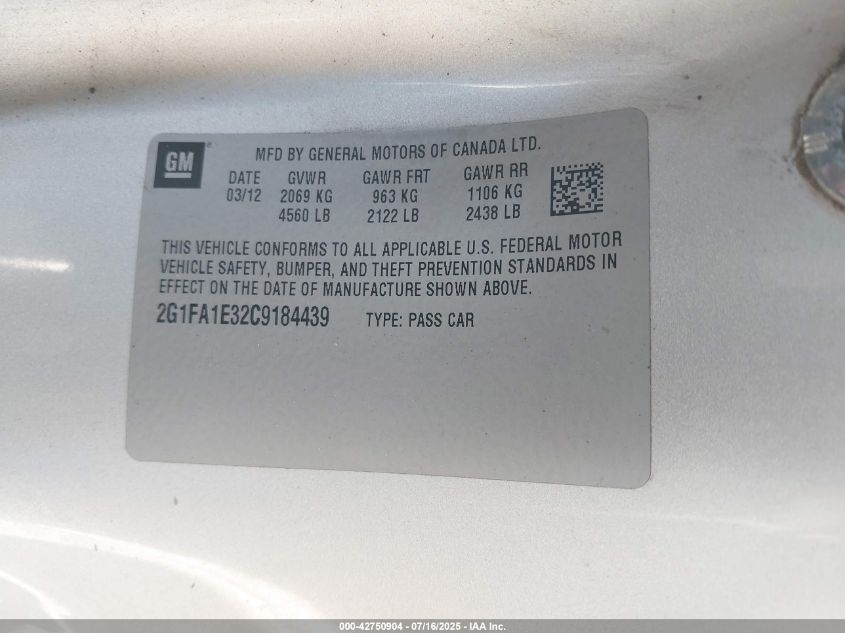 GM
MFD BY GENERAL MOTORS OF CANADA LTD.
DATE GVWR GAWR FRT GAWR RR
03/12 2069 KG 963 KG 1106 KG
4560 LB 2122 LB 2438 LB
THIS VEHICLE CONFORMS TO ALL APPLICABLE U.S. FEDERAL MOTOR
VEHICLE SAFETY, BUMPER, AND THEFT PREVENTION STANDARDS IN
EFFECT ON THE DATE OF MANUFACTURE SHOWN ABOVE.
2G1FA1E32C9184439 TYPE: PASS CAR
000-42750904 - 07/16/2025 - IAA Inc.